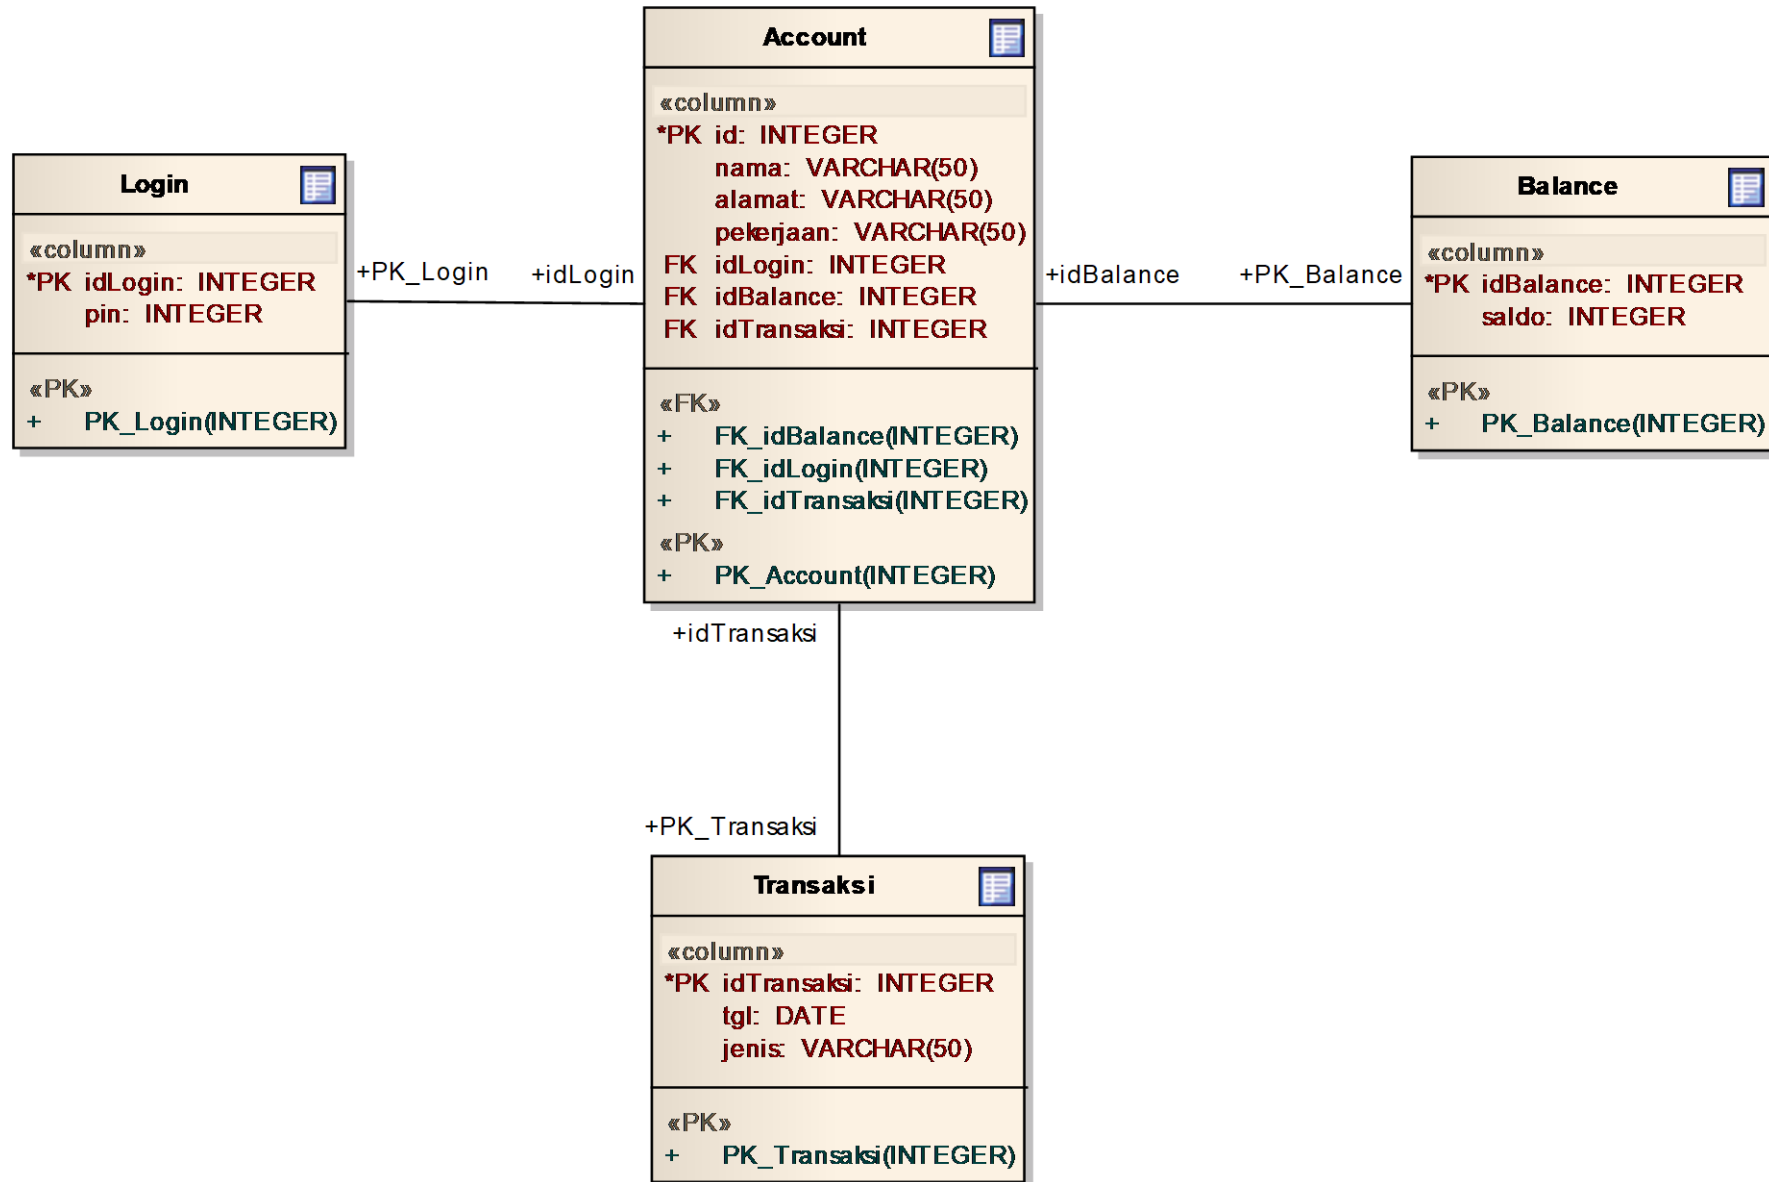 Account
«column»
*PK id: INTEGER
nama: VARCHAR(50)
alamat: VARCHAR(50)
pekerjaan: VARCHAR(50)
FK idLogin: INTEGER
FK idBalance: INTEGER
FK idTransaksi: INTEGER
«FK»
+ FK_idBalance(INTEGER)
+ FK_idLogin(INTEGER)
+ FK_idTransaksi(INTEGER)
«PK»
+ PK_Account(INTEGER)
Login
«column»
*PK idLogin: INTEGER
pin: INTEGER
«PK»
+ PK_Login(INTEGER)
+PK_Login
+idLogin
+idBalance
+PK_Balance
Balance
«column»
*PK idBalance: INTEGER
saldo: INTEGER
«PK»
+ PK_Balance(INTEGER)
+idTransaksi
+PK_Transaksi
Transaksi
«column»
*PK idTransaksi: INTEGER
tgl: DATE
jenis: VARCHAR(50)
«PK»
+ PK_Transaksi(INTEGER)